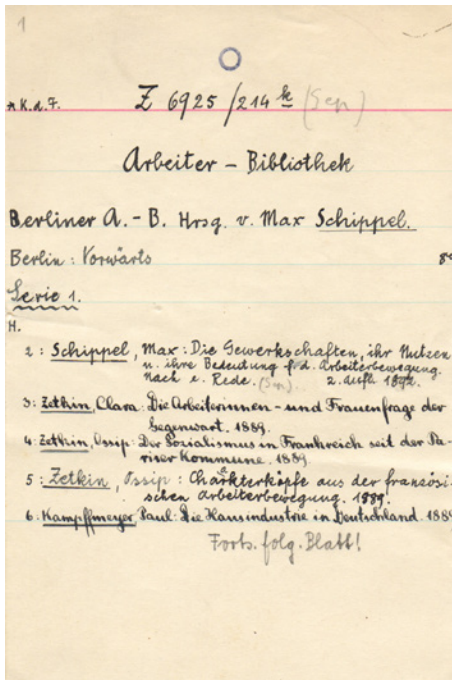 1
* K.d.F. Z 6925/214 k (Sep)
Arbeiter - Bibliothek
Berliner A. - B. Hrsg. v. Max Schippel.
Berlin: Vorwärts 89
Serie 1.
H.
2: Schippel, Max: Die Gewerkschaften, ihr Nutzen
u. ihre Bedeutung f. d. Arbeiterbewegung.
Nach e. Rede. (Sep.) 2. Aufl. 1892.
3: Zetkin, Clara: Die Arbeiterinnen- und Frauenfrage der
Gegenwart. 1889.
4: Zetkin, Ossip: Der Sozialismus in Frankreich seit der Pa-
riser Kommune. 1889.
5: Zetkin, Ossip: Charakterköpfe aus der französi-
schen Arbeiterbewegung. 1889.
6: Kampffmeyer, Paul: Die Hausindustrie in Deutschland. 1889
Forts. folg. Blatt!